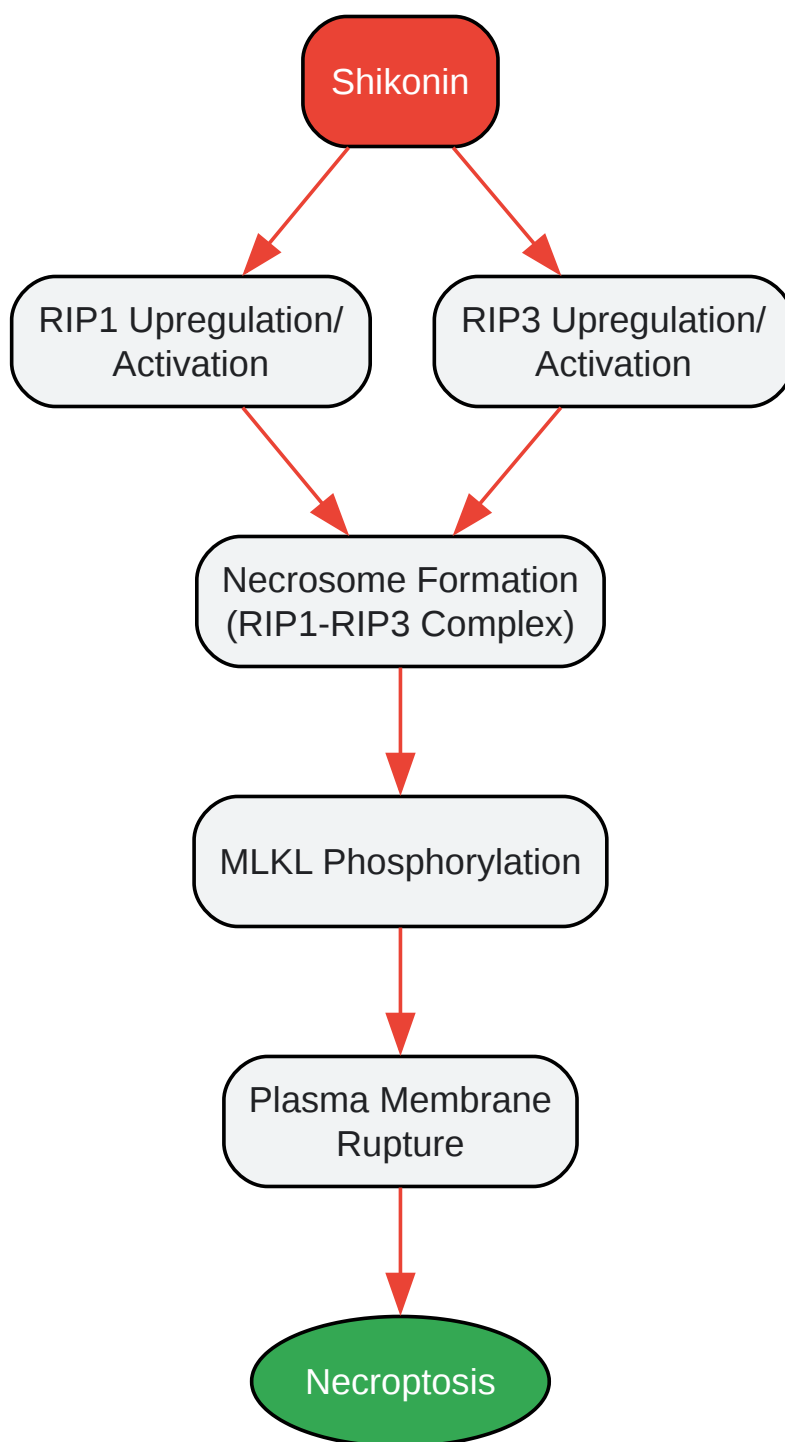 Shikonin
RIP1 Upregulation/
Activation
RIP3 Upregulation/
Activation
Necrosome Formation
(RIP1-RIP3 Complex)
MLKL Phosphorylation
Plasma Membrane
Rupture
Necroptosis